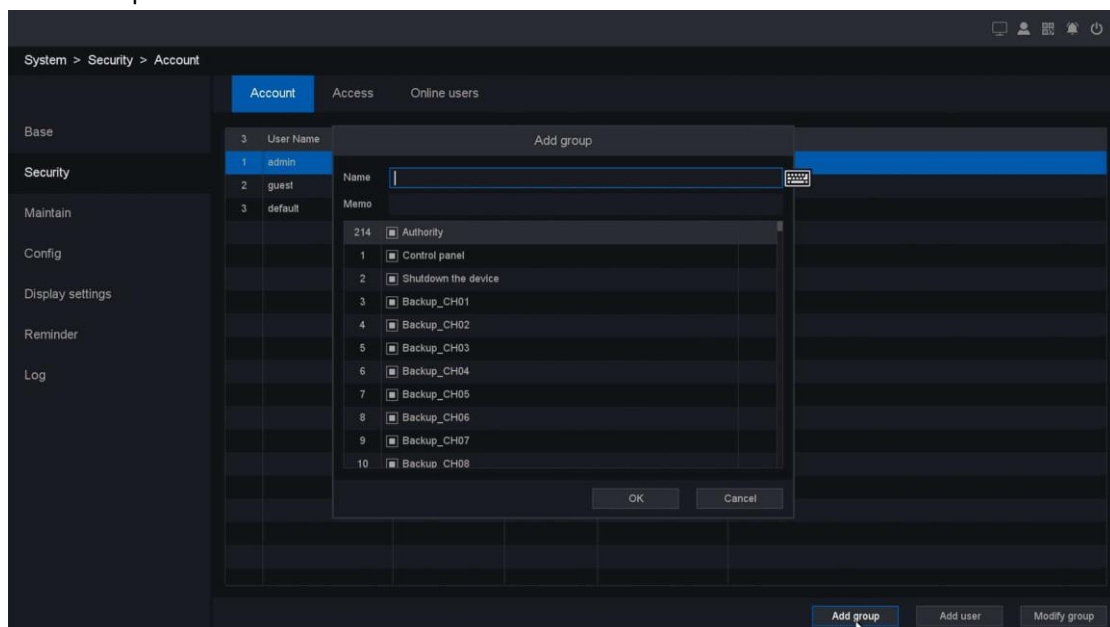 System > Security > Account
Account Access Online users
Base
Security
Maintain
Config
Display settings
Reminder
Log
3 User Name
1 admin
2 guest
3 default
Add group
Name
Memo
214 Authority
1 Control panel
2 Shutdown the device
3 Backup_CH01
4 Backup_CH02
5 Backup_CH03
6 Backup_CH04
7 Backup_CH05
8 Backup_CH06
9 Backup_CH07
10 Backup_CH08
OK Cancel
Add group Add user Modify group